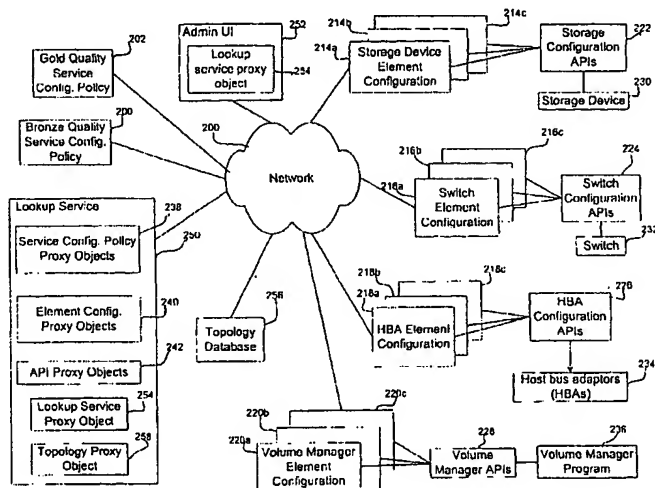 202
Gold Quality
Service
Config. Policy
200
Bronze Quality
Service Config.
Policy
Admin UI
252
Lookup
service proxy
object
254
200
Network
Lookup Service
238
250
Service Config. Policy
Proxy Objects
240
Element Config.
Proxy Objects
242
API Proxy Objects
254
Lookup Service
Proxy Object
258
Topology Proxy
Object
256
Topology
Database
214b
214c
214a
Storage Device
Element
Configuration
Storage
Configuration
APIs
222
230
Storage Device
216b
216c
216a
Switch
Element
Configuration
224
Switch
Configuration
APIs
232
Switch
218b
218c
218a
HBA Element
Configuration
226
HBA
Configuration
APIs
234
Host bus adaptors
(HBAs)
220b
220c
220a
Volume Manager
Element
Configuration
228
Volume
Manager APIs
236
Volume Manager
Program